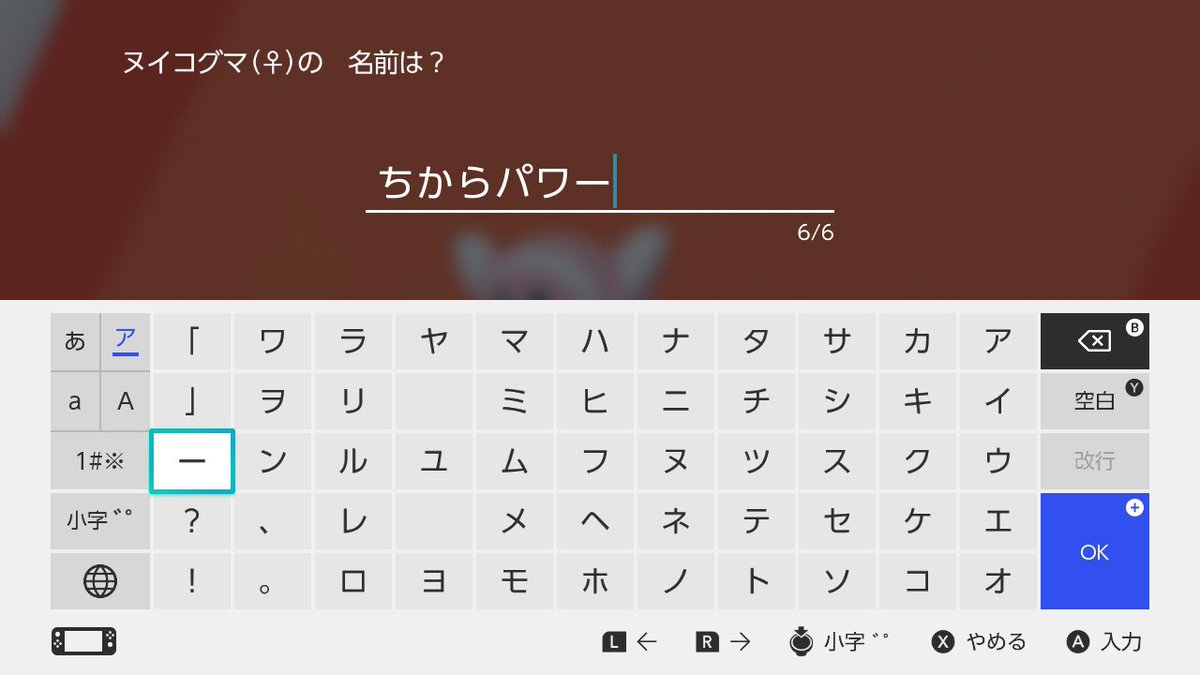 ヌイコグマ(♀)の　名前は？
ちからパワー
6/6
あ ア 「 ワ ラ ヤ マ ハ ナ タ サ カ ア B
a A 」 ヲ リ ミ ヒ ニ チ シ キ イ 空白 Y
1#※ ー ン ル ユ ム フ ヌ ツ ス ク ウ 改行
小字゛゜ ? 、 レ メ ヘ ネ テ セ ケ エ +
OK
! 。 ロ ヨ モ ホ ノ ト ソ コ オ
L ← R → 小字゛゜ X やめる A 入力